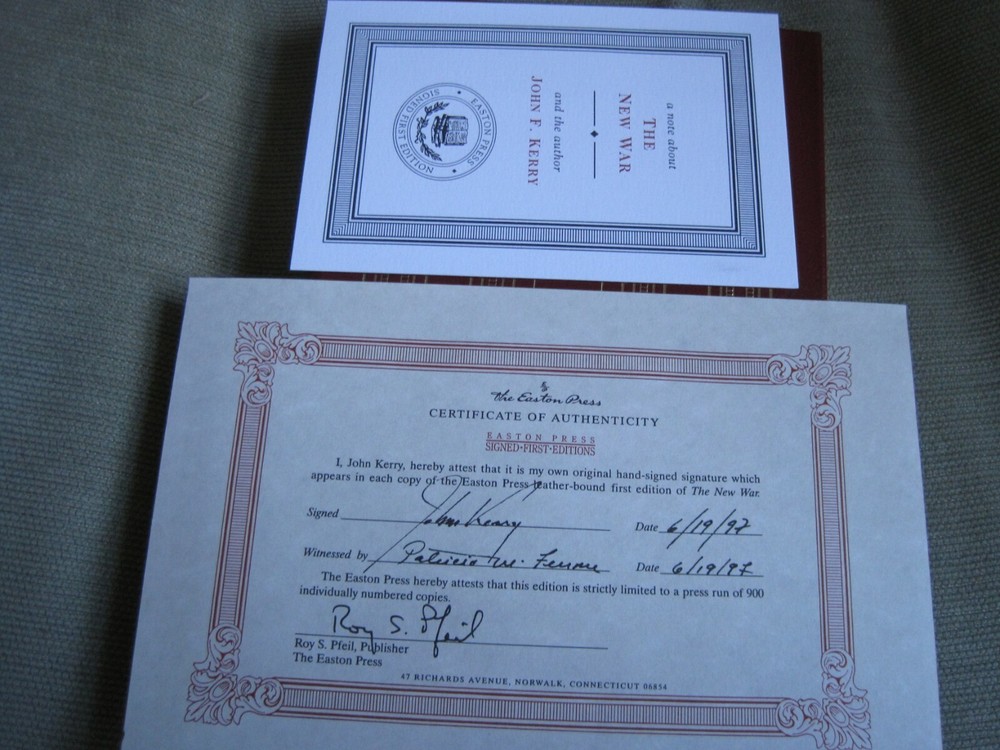 a note about
THE
NEW WAR
and the author
JOHN F. KERRY
EASTON PRESS
SIGNED FIRST EDITION
The Easton Press
CERTIFICATE OF AUTHENTICITY
EASTON PRESS
SIGNED·FIRST·EDITIONS
I, John Kerry, hereby attest that it is my own original hand-signed signature which
appears in each copy of the Easton Press leather-bound first edition of The New War.
Signed John Kerry Date 6/19/97
Witnessed by Patricia M. Ferrone Date 6/19/97
The Easton Press hereby attests that this edition is strictly limited to a press run of 900
individually numbered copies.
Roy S. Pfeil
Roy S. Pfeil, Publisher
The Easton Press
47 RICHARDS AVENUE, NORWALK, CONNECTICUT 06854